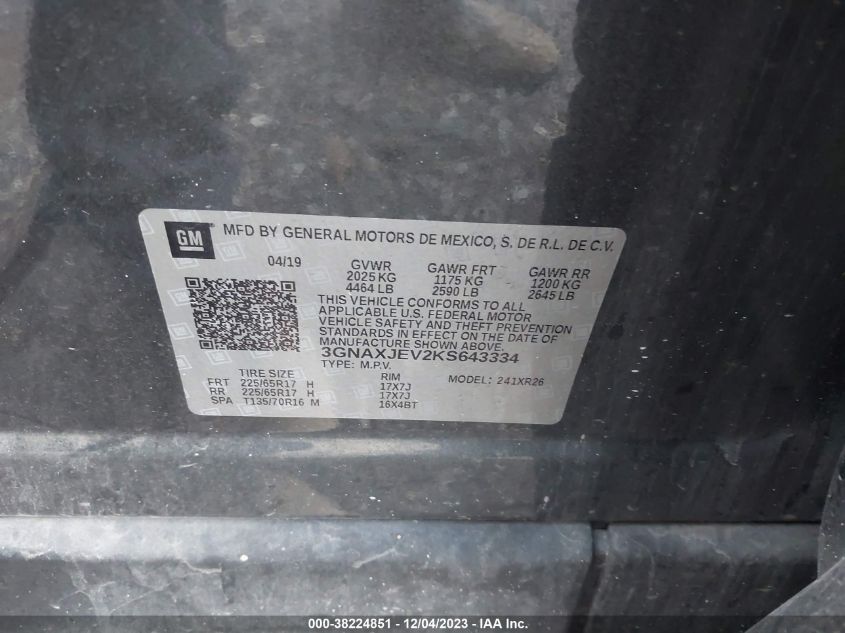 GM
MFD BY GENERAL MOTORS DE MEXICO, S. DE R.L. DE C.V.
04/19 GVWR GAWR FRT GAWR RR
2025 KG 1175 KG 1200 KG
4464 LB 2590 LB 2645 LB
THIS VEHICLE CONFORMS TO ALL
APPLICABLE U.S. FEDERAL MOTOR
VEHICLE SAFETY AND THEFT PREVENTION
STANDARDS IN EFFECT ON THE DATE OF
MANUFACTURE SHOWN ABOVE.
3GNAXJEV2KS643334
TYPE: M.P.V.
TIRE SIZE RIM MODEL: 241XR26
FRT 225/65R17 H 17X7J
RR 225/65R17 H 17X7J
SPA T135/70R16 M 16X4BT
000-38224851 - 12/04/2023 - IAA Inc.